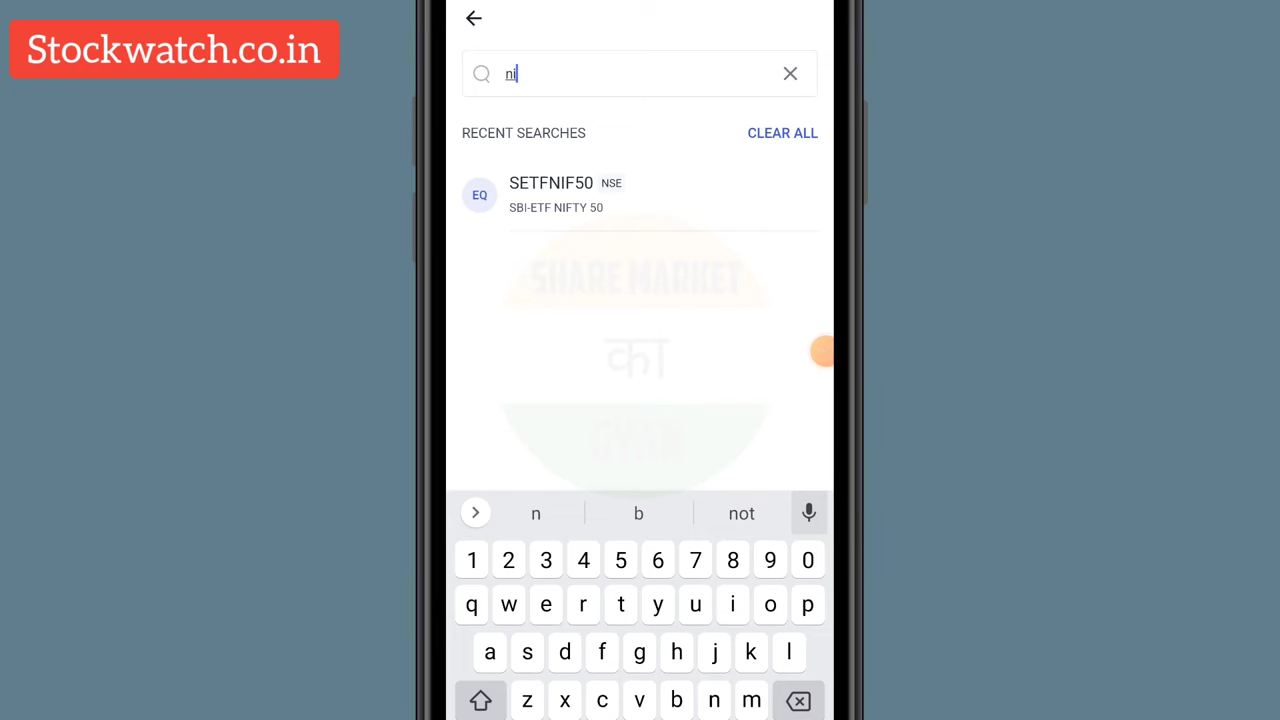 Stockwatch.co.in
ni
RECENT SEARCHES CLEAR ALL
EQ SETFNIF50 NSE
SBI-ETF NIFTY 50
SHARE MARKET
का
n b not
1 2 3 4 5 6 7 8 9 0
q w e r t y u i o p
a s d f g h j k l
z x c v b n m